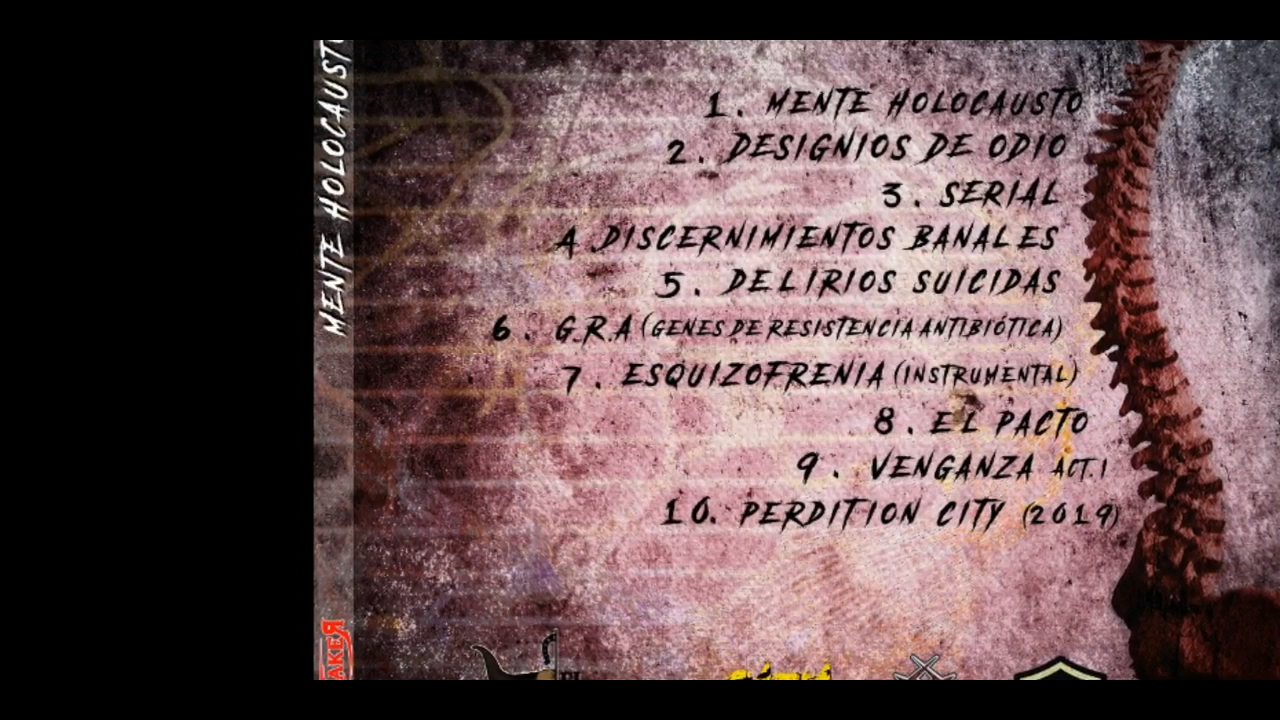 MENTE HOLOCAUSTO
1. MENTE HOLOCAUSTO
2. DESIGNIOS DE ODIO
3. SERIAL
4 .DISCERNIMIENTOS BANALES
5. DELIRIOS SUICIDAS
6. G.R.A (GENES DE RESISTENCIA ANTIBIÓTICA)
7. ESQUIZOFRENIA (INSTRUMENTAL)
8. EL PACTO
9. VENGANZA ACT.I
10. PERDITION CITY (2019)
AKER